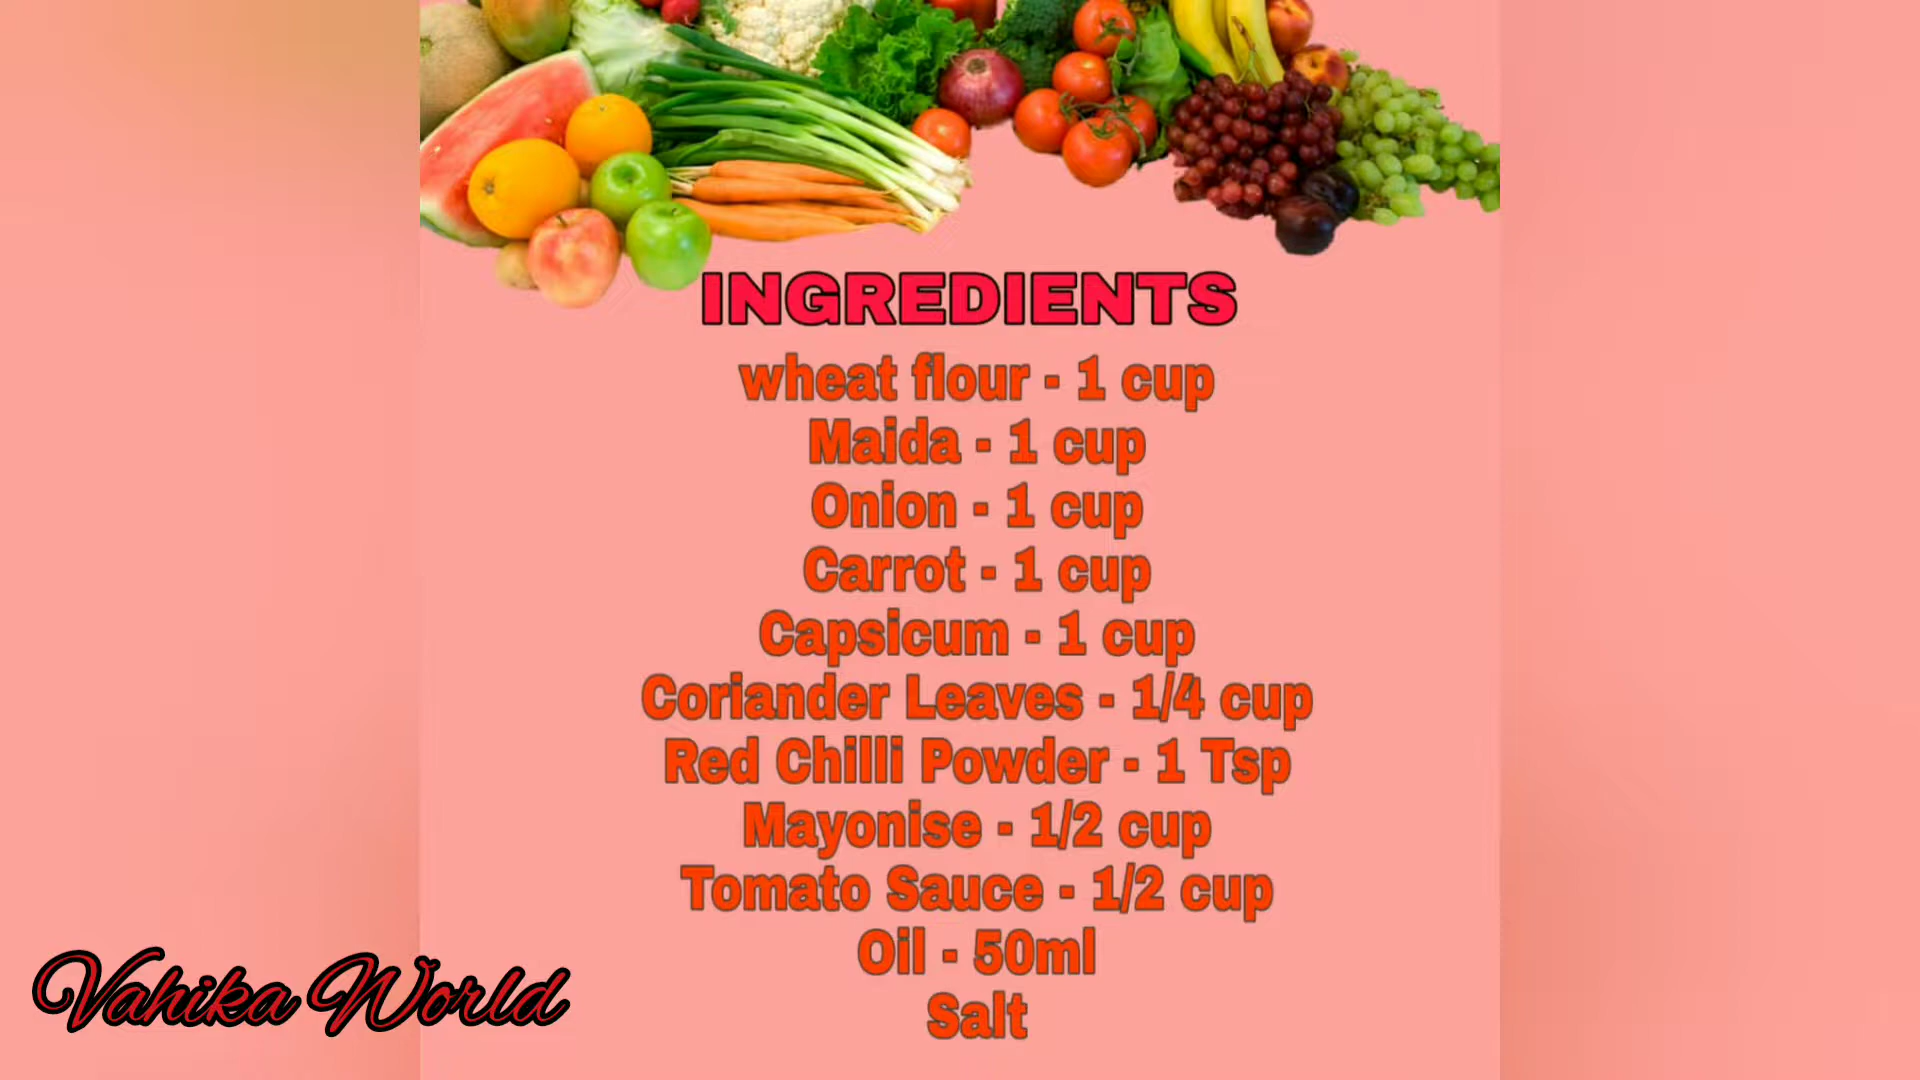 INGREDIENTS
wheat flour - 1 cup
Maida - 1 cup
Onion - 1 cup
Carrot - 1 cup
Capsicum - 1 cup
Coriander Leaves - 1/4 cup
Red Chilli Powder - 1 Tsp
Mayonise - 1/2 cup
Tomato Sauce - 1/2 cup
Oil - 50ml
Salt
Vahika World